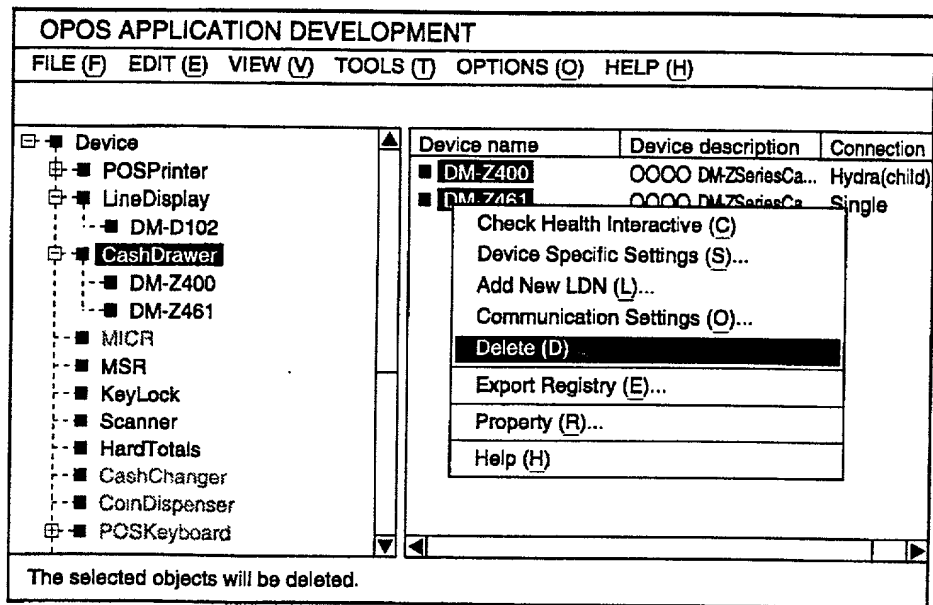 OPOS APPLICATION DEVELOPMENT
FILE (F) EDIT (E) VIEW (V) TOOLS (T) OPTIONS (O) HELP (H)
Device
POSPrinter
LineDisplay
DM-D102
CashDrawer
DM-Z400
DM-Z461
MICR
MSR
KeyLock
Scanner
HardTotals
CashChanger
CoinDispenser
POSKeyboard
Device name Device description Connection
DM-Z400 OOOO DM-ZSeriesCa... Hydra(child)
DM-Z461 OOOO DM-ZSeriesCa... Single
Check Health Interactive (C)
Device Specific Settings (S)...
Add New LDN (L)...
Communication Settings (O)...
Delete (D)
Export Registry (E)...
Property (R)...
Help (H)
The selected objects will be deleted.